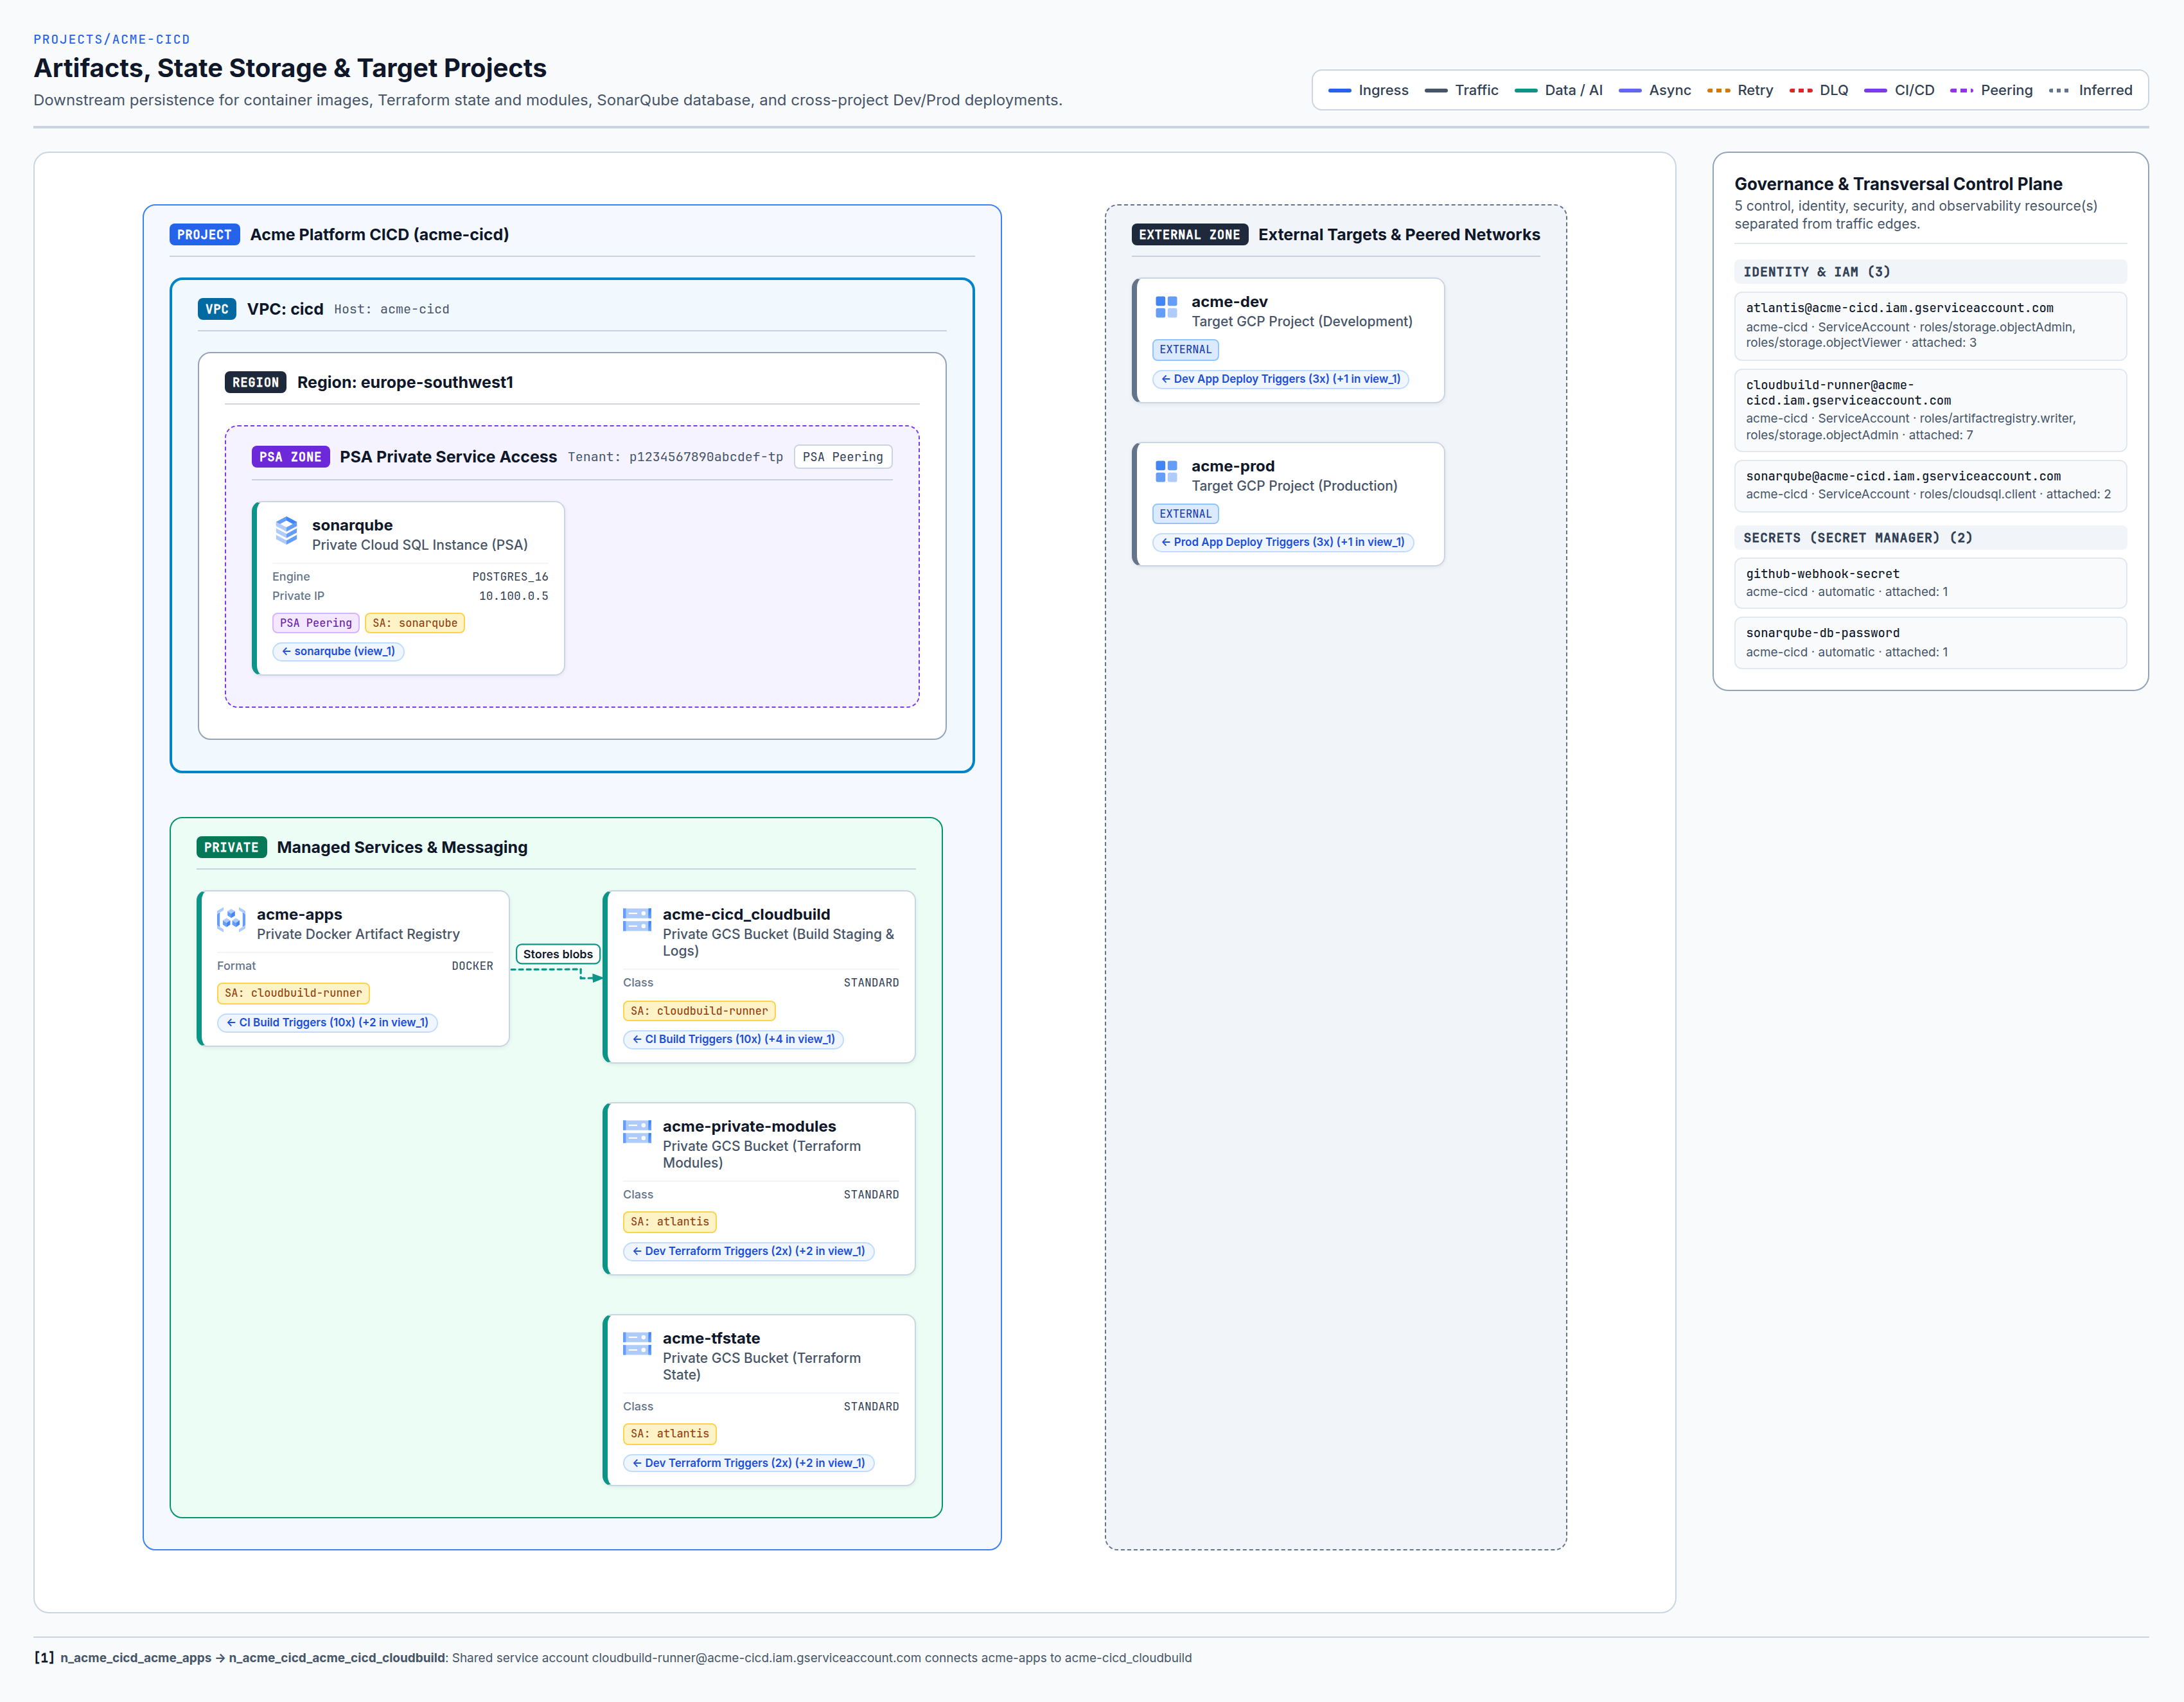 PROJECTS/ACME-CICD
Artifacts, State Storage & Target Projects
Downstream persistence for container images, Terraform state and modules, SonarQube database, and cross-project Dev/Prod deployments.
Ingress Traffic Data / AI Async Retry DLQ CI/CD Peering Inferred
PROJECT Acme Platform CICD (acme-cicd)
VPC VPC: cicd Host: acme-cicd
REGION Region: europe-southwest1
PSA ZONE PSA Private Service Access Tenant: p1234567890abcdef-tp PSA Peering
sonarqube
Private Cloud SQL Instance (PSA)
Engine POSTGRES_16
Private IP 10.100.0.5
PSA Peering SA: sonarqube
← sonarqube (view_1)
PRIVATE Managed Services & Messaging
acme-apps
Private Docker Artifact Registry
Format DOCKER
SA: cloudbuild-runner
← CI Build Triggers (10x) (+2 in view_1)
Stores blobs
acme-cicd_cloudbuild
Private GCS Bucket (Build Staging &
Logs)
Class STANDARD
SA: cloudbuild-runner
← CI Build Triggers (10x) (+4 in view_1)
acme-private-modules
Private GCS Bucket (Terraform
Modules)
Class STANDARD
SA: atlantis
← Dev Terraform Triggers (2x) (+2 in view_1)
acme-tfstate
Private GCS Bucket (Terraform
State)
Class STANDARD
SA: atlantis
← Dev Terraform Triggers (2x) (+2 in view_1)
EXTERNAL ZONE External Targets & Peered Networks
acme-dev
Target GCP Project (Development)
EXTERNAL
← Dev App Deploy Triggers (3x) (+1 in view_1)
acme-prod
Target GCP Project (Production)
EXTERNAL
← Prod App Deploy Triggers (3x) (+1 in view_1)
Governance & Transversal Control Plane
5 control, identity, security, and observability resource(s)
separated from traffic edges.
IDENTITY & IAM (3)
atlantis@acme-cicd.iam.gserviceaccount.com
acme-cicd · ServiceAccount · roles/storage.objectAdmin,
roles/storage.objectViewer · attached: 3
cloudbuild-runner@acme-
cicd.iam.gserviceaccount.com
acme-cicd · ServiceAccount · roles/artifactregistry.writer,
roles/storage.objectAdmin · attached: 7
sonarqube@acme-cicd.iam.gserviceaccount.com
acme-cicd · ServiceAccount · roles/cloudsql.client · attached: 2
SECRETS (SECRET MANAGER) (2)
github-webhook-secret
acme-cicd · automatic · attached: 1
sonarqube-db-password
acme-cicd · automatic · attached: 1
[1] n_acme_cicd_acme_apps → n_acme_cicd_acme_cicd_cloudbuild: Shared service account cloudbuild-runner@acme-cicd.iam.gserviceaccount.com connects acme-apps to acme-cicd_cloudbuild